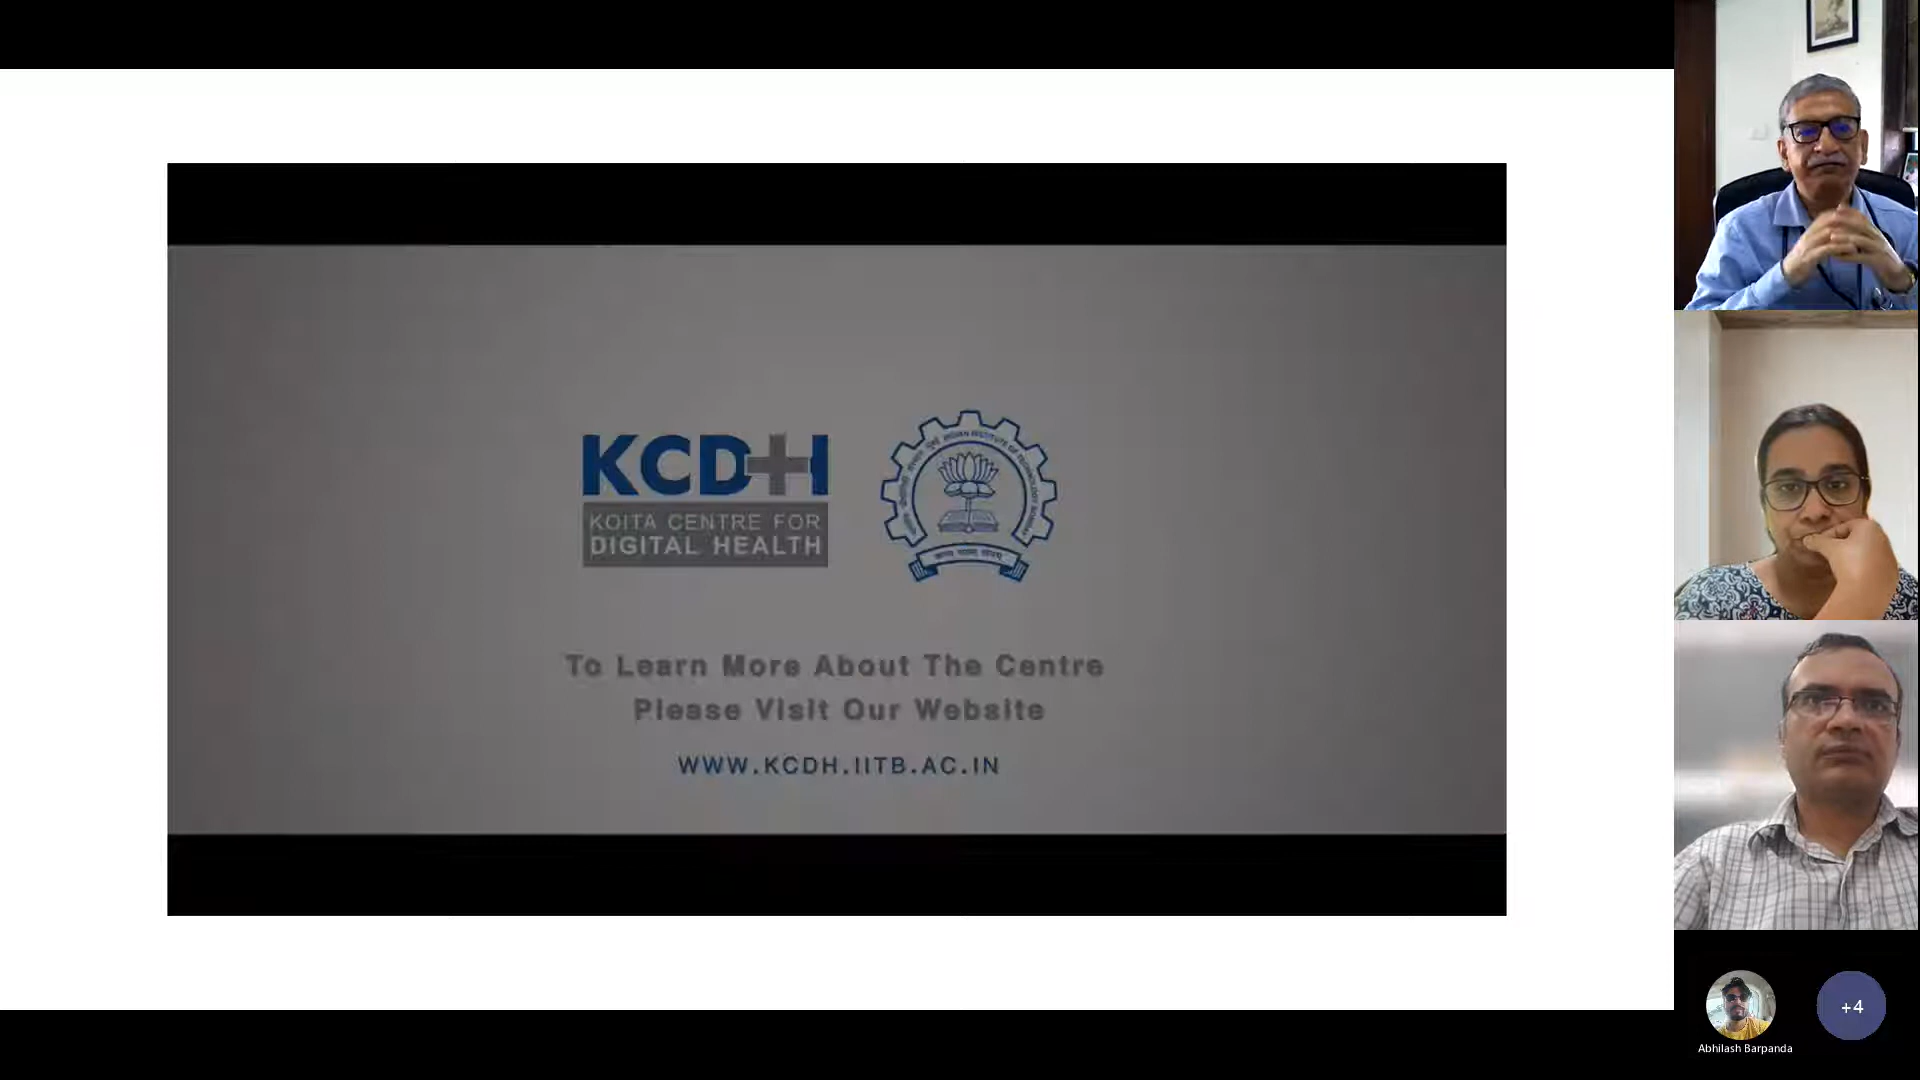 KCDH
KOITA CENTRE FOR
DIGITAL HEALTH
To Learn More About The Centre
Please Visit Our Website
WWW.KCDH.IITB.AC.IN
+4
Abhilash Barpanda